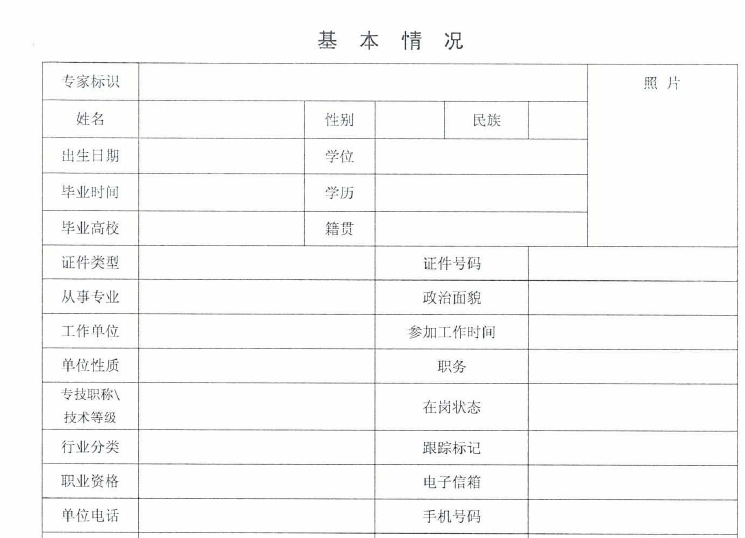 基 本 情 况
专家标识 照 片
姓名 性别 民族
出生日期 学位
毕业时间 学历
毕业高校 籍贯
证件类型 证件号码
从事专业 政治面貌
工作单位 参加工作时间
单位性质 职务
专技职称\
技术等级 在岗状态
行业分类 跟踪标记
职业资格 电子信箱
单位电话 手机号码